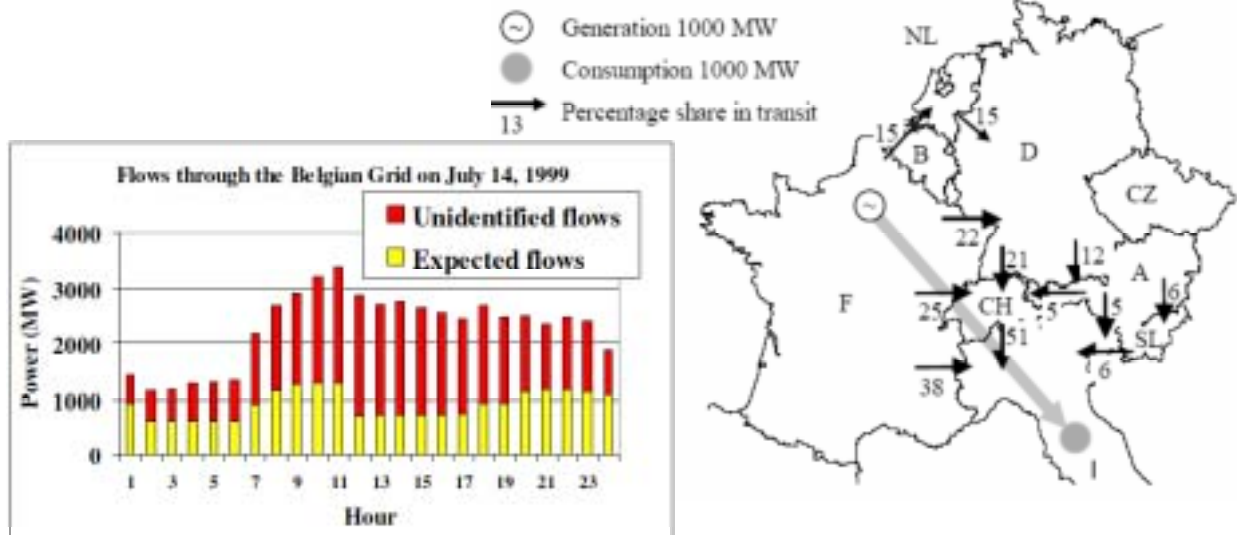 Generation 1000 MW
Consumption 1000 MW
13 Percentage share in transit
Flows through the Belgian Grid on July 14, 1999
Unidentified flows
Expected flows
4000
3000
2000
1000
0
Power (MW)
1 3 5 7 9 11 13 15 17 19 21 23
Hour
NL
15
15
B
D
~
~
CZ
22
21
12
A
F
25
CH
5
5
6
SL
51
6
38
I